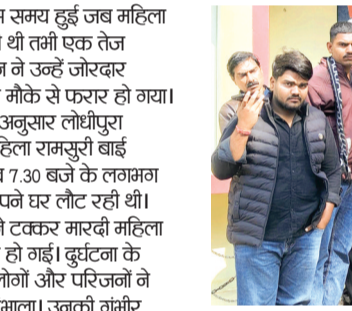 समय हुई जब महिला
थी तभी एक तेज
ने उन्हें जोरदार
मौके से फरार हो गया।
अनुसार लोधीपुरा
हिला रामसुरी बाई
7.30 बजे के लगभग
पने घर लौट रही थी।
टक्कर मारदी महिला
हो गई। दुर्घटना के
लोगों और परिजनों ने
भाला। उनकी गंभीर